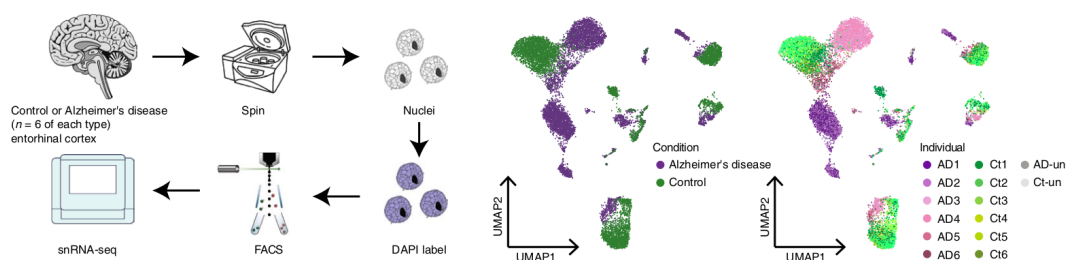 Control or Alzheimer's disease
(n = 6 of each type)
entorhinal cortex
Spin
Nuclei
snRNA-seq
FACS
DAPI label
Condition
Alzheimer's disease
Control
UMAP2
UMAP1
Individual
AD1 Ct1 AD-un
AD2 Ct2 Ct-un
AD3 Ct3
AD4 Ct4
AD5 Ct5
AD6 Ct6
UMAP2
UMAP1